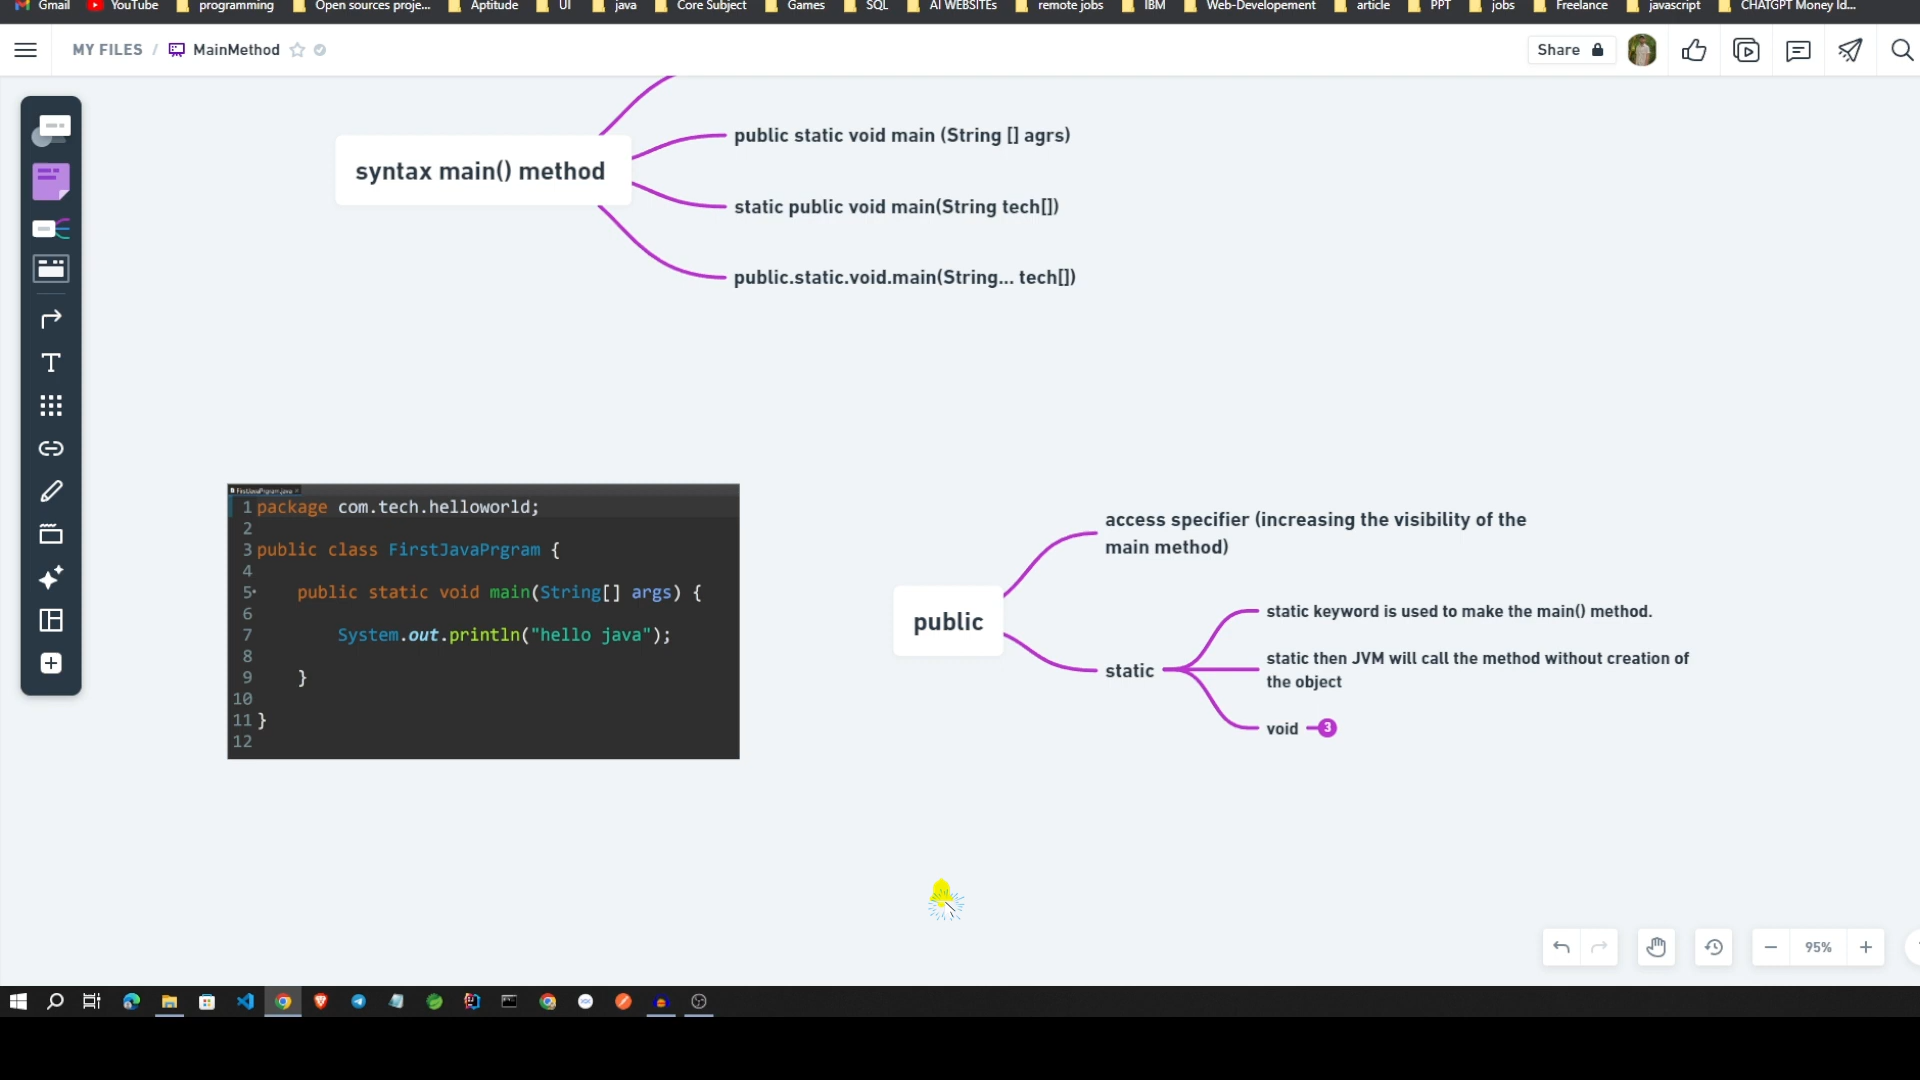 Gmail YouTube programming Open sources proje... Aptitude UI java Core Subject Games SQL AI WEBSITEs remote jobs IBM Web-Developement article PPT jobs Freelance javascript CHATGPT Money Id...
MY FILES / MainMethod Share
public static void main (String [] agrs)
syntax main() method
static public void main(String tech[])
public.static.void.main(String... tech[])
FirstJavaPrgram.java
1 package com.tech.helloworld;
2
3 public class FirstJavaPrgram {
4
5 public static void main(String[] args) {
6
7 System.out.println("hello java");
8
9 }
10
11 }
12
access specifier (increasing the visibility of the
main method)
public
static keyword is used to make the main() method.
static then JVM will call the method without creation of
the object
static
void 3
95%